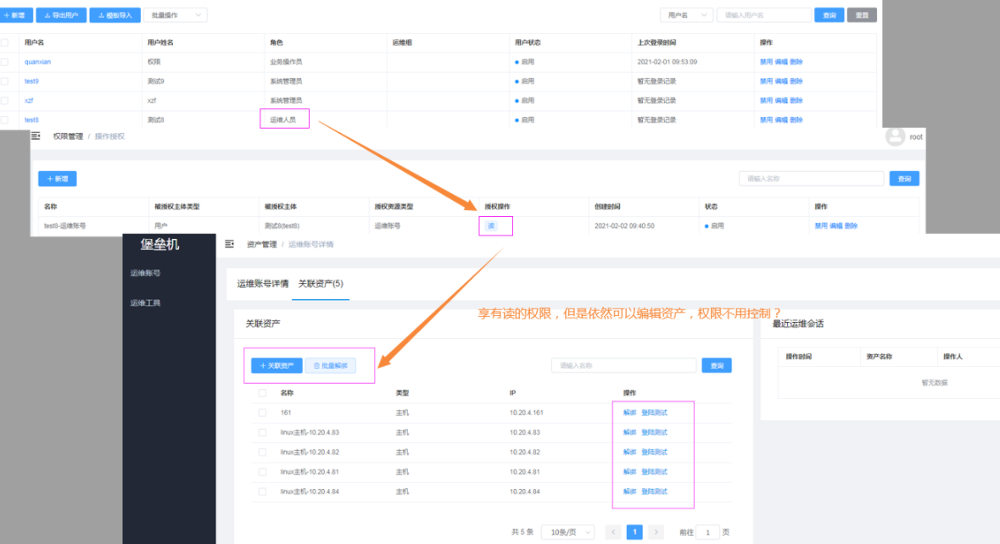 + 新增 导出用户 模板导入 批量操作 用户名 请输入用户名 查询 重置
用户名 用户姓名 角色 运维组 用户状态 上次登录时间 操作
quanxian 权限 业务操作员 启用 2021-02-01 09:53:09 禁用 编辑 删除
test9 测试9 系统管理员 启用 暂无登录记录 禁用 编辑 删除
xzf xzf 系统管理员 启用 暂无登录记录 禁用 编辑 删除
test8 测试8 运维人员 启用 暂无登录记录 禁用 编辑 删除
权限管理 / 操作授权 root
+ 新增 请输入名称 查询
名称 被授权主体类型 被授权主体 授权资源类型 授权操作 创建时间 状态 操作
test8-运维账号 用户 测试8(test8) 运维账号 读 2021-02-02 09:40:50 启用 禁用 编辑 删除
堡垒机 资产管理 / 运维账号详情
运维账号
运维工具
运维账号详情 关联资产(5)
享有读的权限，但是依然可以编辑资产，权限不用控制？
关联资产 最近运维会话
+ 关联资产 批量解绑 请输入名称 查询
操作时间 资产名称 操作人
暂无数据
名称 类型 IP 操作
161 主机 10.20.4.161 解绑 登陆测试
linux主机-10.20.4.83 主机 10.20.4.83 解绑 登陆测试
linux主机-10.20.4.82 主机 10.20.4.82 解绑 登陆测试
linux主机-10.20.4.81 主机 10.20.4.81 解绑 登陆测试
linux主机-10.20.4.84 主机 10.20.4.84 解绑 登陆测试
共 5 条 10条/页 < 1 > 前往 1 页